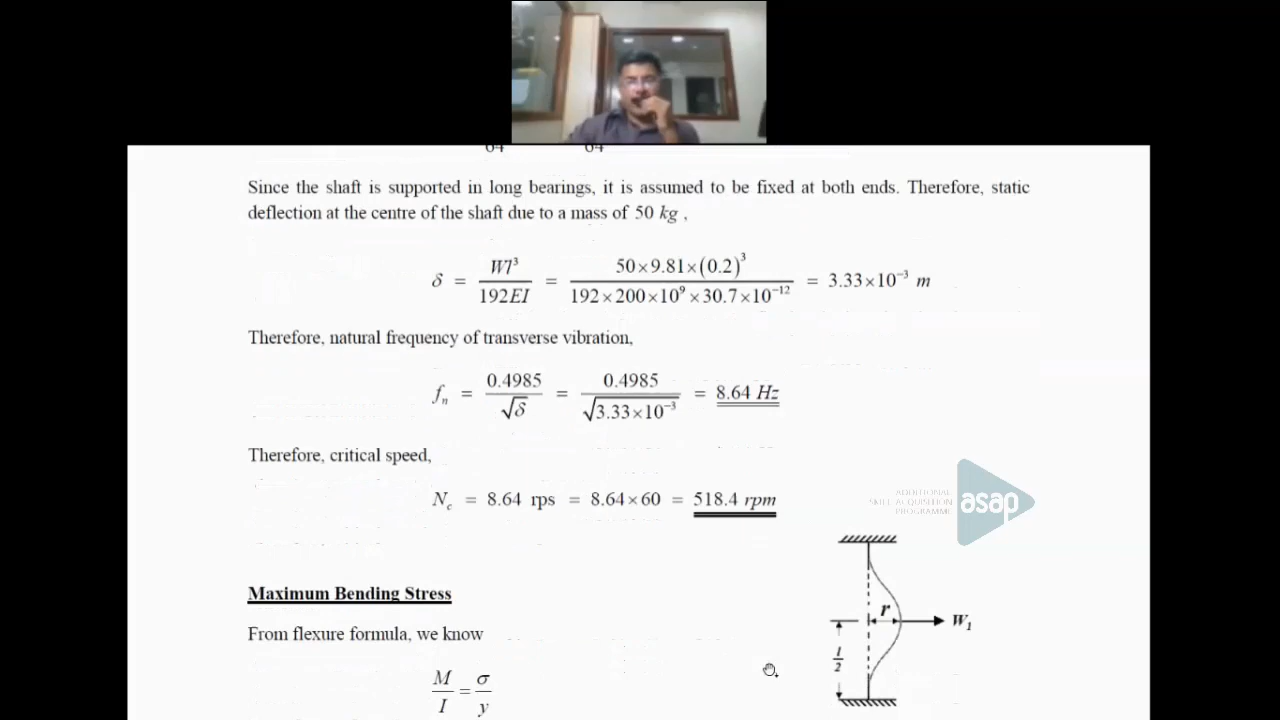 64 64
Since the shaft is supported in long bearings, it is assumed to be fixed at both ends. Therefore, static
deflection at the centre of the shaft due to a mass of 50 kg ,
δ = Wl³/192EI = 50×9.81×(0.2)³/192×200×10⁹×30.7×10⁻¹² = 3.33×10⁻³ m
Therefore, natural frequency of transverse vibration,
fₙ = 0.4985/√δ = 0.4985/√3.33×10⁻³ = 8.64 Hz
Therefore, critical speed,
N_c = 8.64 rps = 8.64×60 = 518.4 rpm
ADDITIONAL
SKILL ACQUISITION
PROGRAMME
asap
Maximum Bending Stress
From flexure formula, we know
M/I = σ/y
r
W₁
l/2